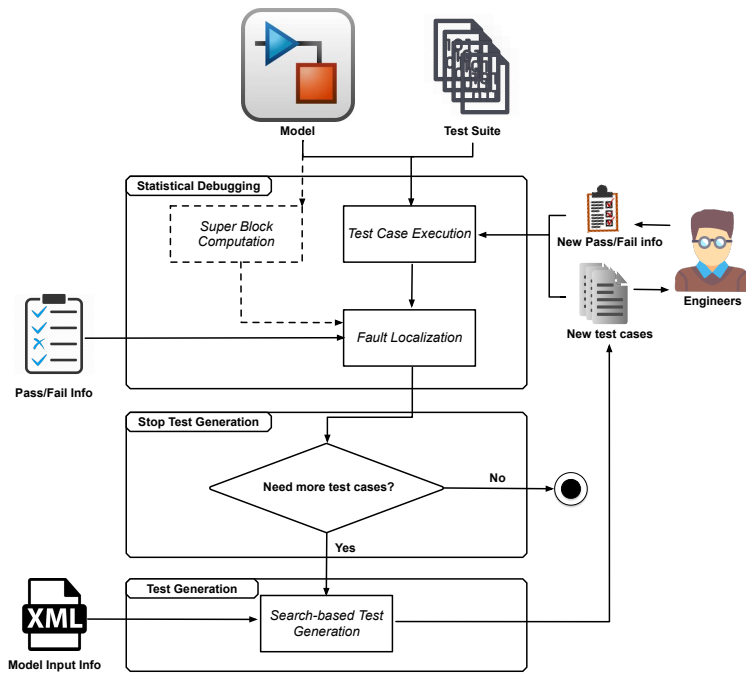 Model
Test Suite
Statistical Debugging
Super Block
Computation
Test Case Execution
New Pass/Fail info
Engineers
New test cases
Fault Localization
Pass/Fail Info
Stop Test Generation
Need more test cases?
No
Yes
Test Generation
XML
Search-based Test
Generation
Model Input Info